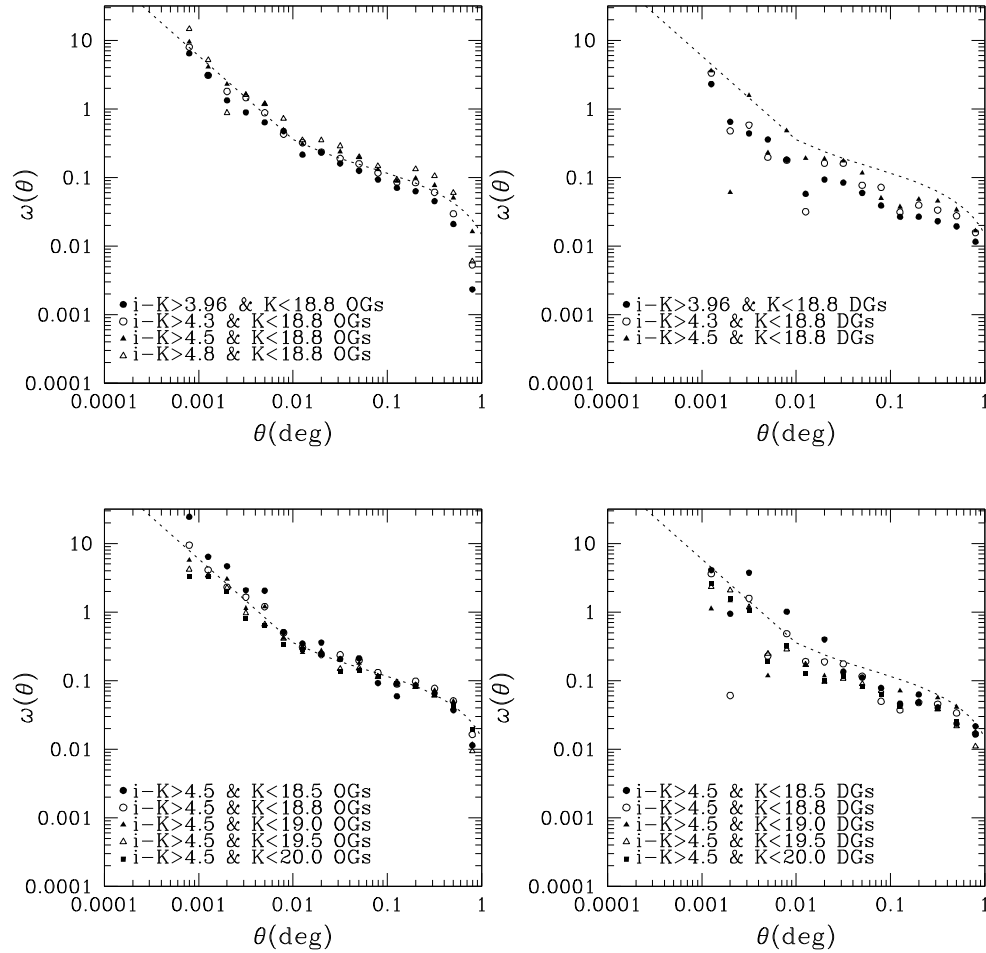 10
1
0.1
0.01
0.001
0.0001
ω(θ)
i-K>3.96 & K<18.8 OGs
i-K>4.3 & K<18.8 OGs
i-K>4.5 & K<18.8 OGs
i-K>4.8 & K<18.8 OGs
0.0001 0.001 0.01 0.1 1
θ(deg)
10
1
0.1
0.01
0.001
0.0001
ω(θ)
i-K>3.96 & K<18.8 DGs
i-K>4.3 & K<18.8 DGs
i-K>4.5 & K<18.8 DGs
0.0001 0.001 0.01 0.1 1
θ(deg)
10
1
0.1
0.01
0.001
0.0001
ω(θ)
i-K>4.5 & K<18.5 OGs
i-K>4.5 & K<18.8 OGs
i-K>4.5 & K<19.0 OGs
i-K>4.5 & K<19.5 OGs
i-K>4.5 & K<20.0 OGs
0.0001 0.001 0.01 0.1 1
θ(deg)
10
1
0.1
0.01
0.001
0.0001
ω(θ)
i-K>4.5 & K<18.5 DGs
i-K>4.5 & K<18.8 DGs
i-K>4.5 & K<19.0 DGs
i-K>4.5 & K<19.5 DGs
i-K>4.5 & K<20.0 DGs
0.0001 0.001 0.01 0.1 1
θ(deg)